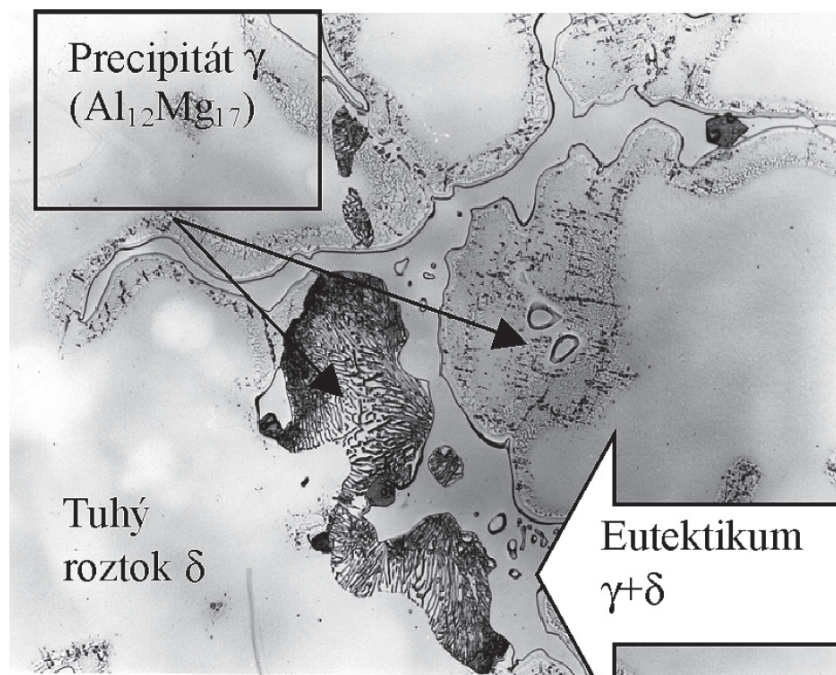 Precipitát γ
(Al₁₂Mg₁₇)
Tuhý
roztok δ
Eutektikum
γ+δ